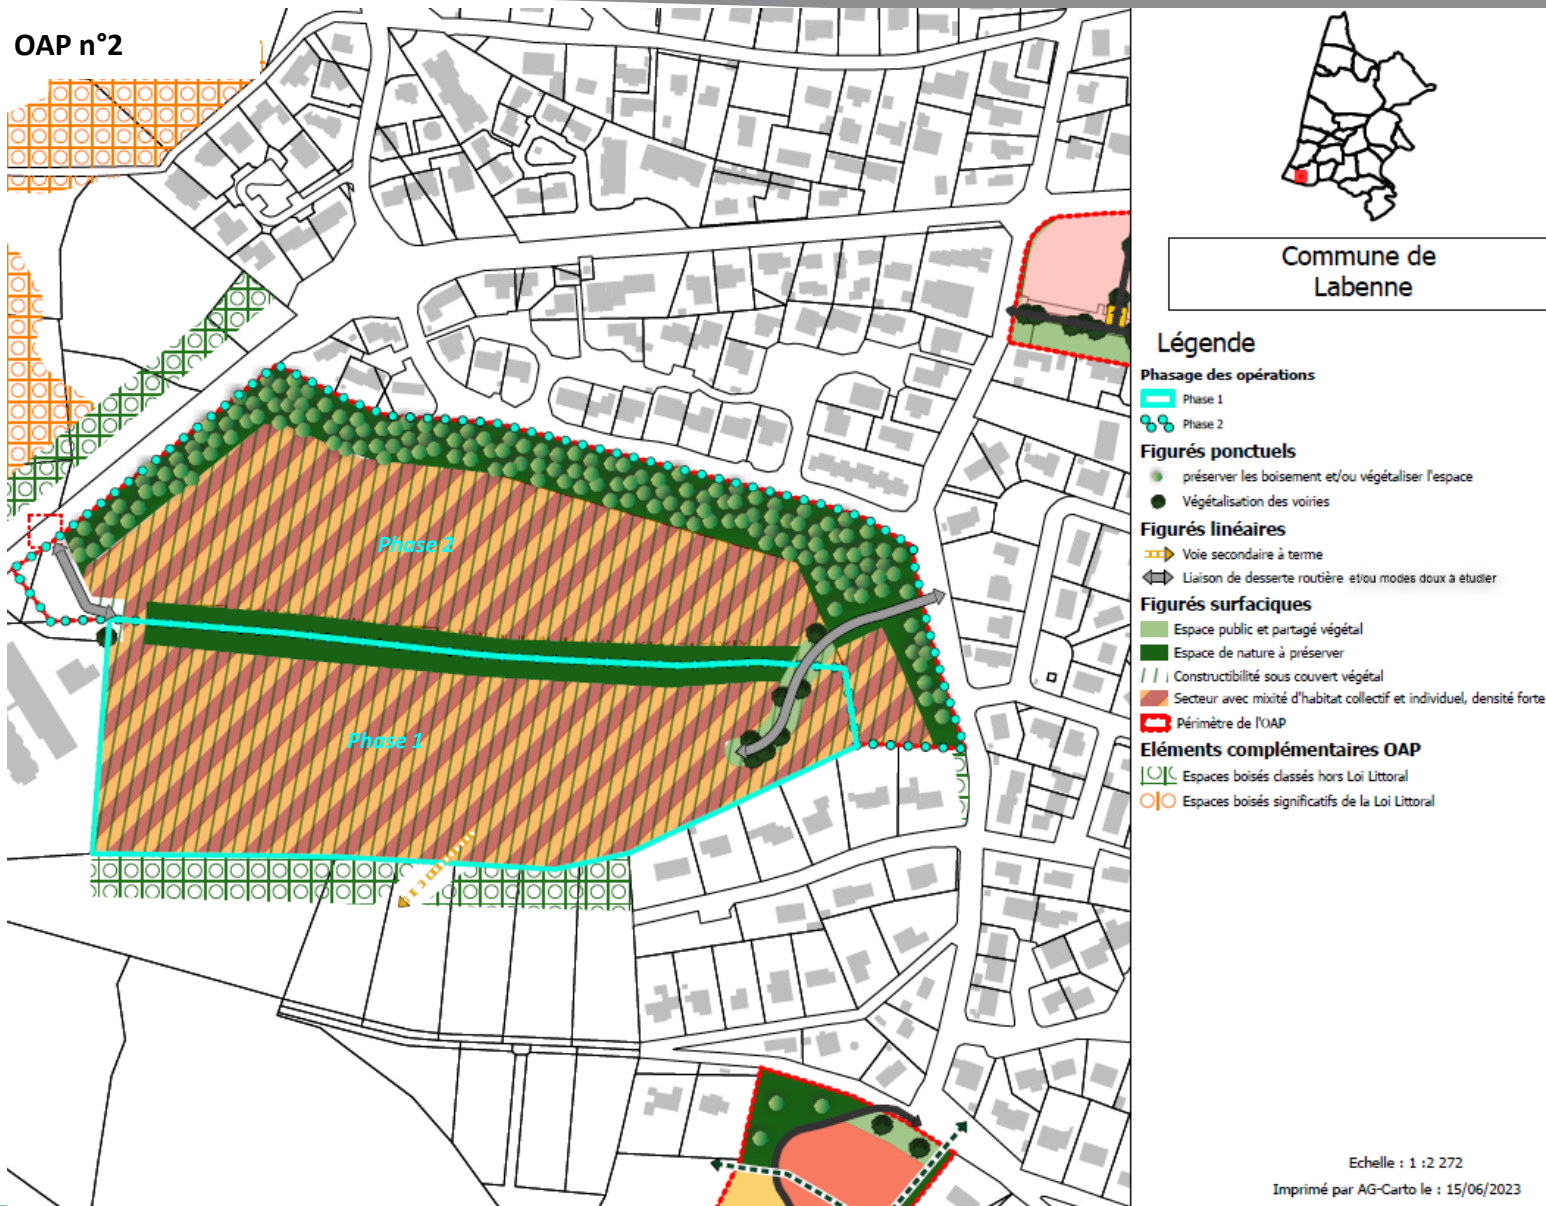 OAP n°2
Phase 2
Phase 1
Commune de
Labenne
Légende
Phasage des opérations
Phase 1
Phase 2
Figurés ponctuels
préserver les boisement et/ou végétaliser l'espace
Végétalisation des voiries
Figurés linéaires
Voie secondaire à terme
Liaison de desserte routière et/ou modes doux à étudier
Figurés surfaciques
Espace public et partagé végétal
Espace de nature à préserver
Constructibilité sous couvert végétal
Secteur avec mixité d'habitat collectif et individuel, densité forte
Périmètre de l'OAP
Eléments complémentaires OAP
Espaces boisés classés hors Loi Littoral
Espaces boisés significatifs de la Loi Littoral
Echelle : 1 :2 272
Imprimé par AG-Carto le : 15/06/2023